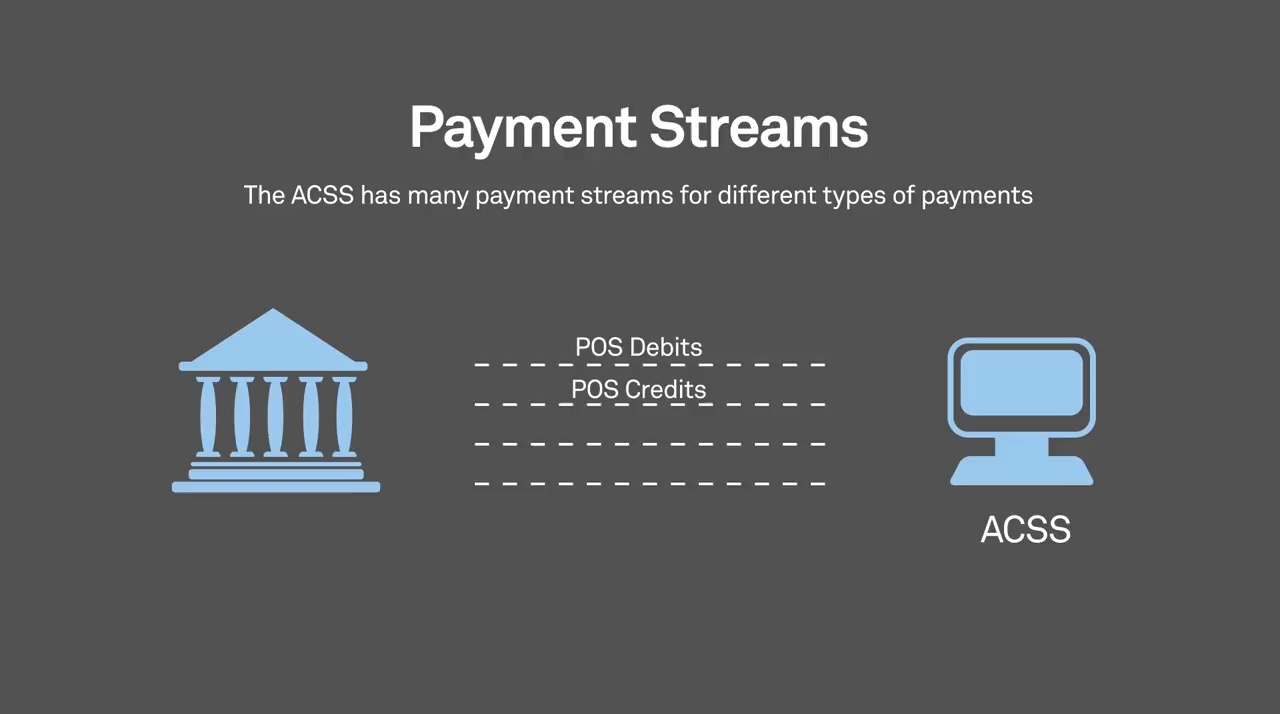 Payment Streams
The ACSS has many payment streams for different types of payments
POS Debits
POS Credits
ACSS